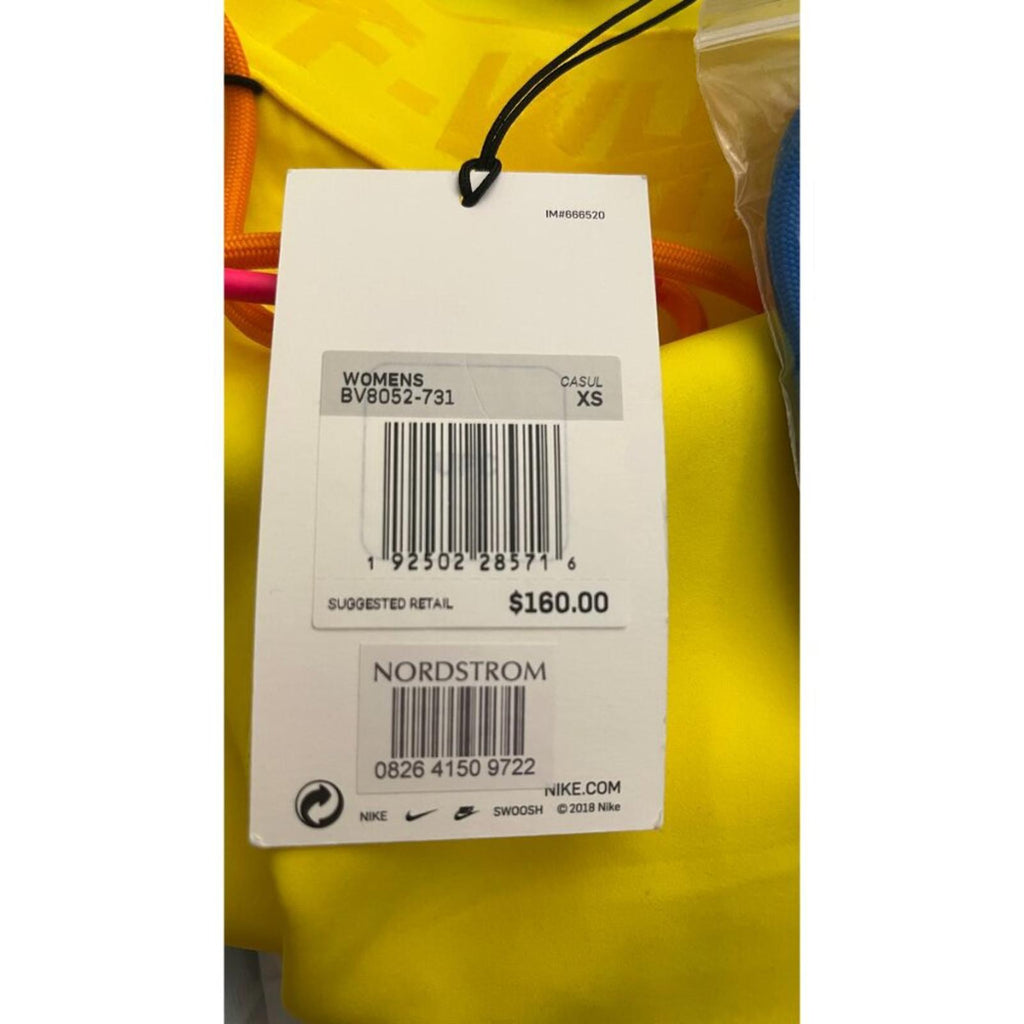 IM#666520
WOMENS
BV8052-731
CASUL
XS
1 92502 28571 6
SUGGESTED RETAIL $160.00
NORDSTROM
0826 4150 9722
NIKE.COM
NIKE SWOOSH ©2018 Nike